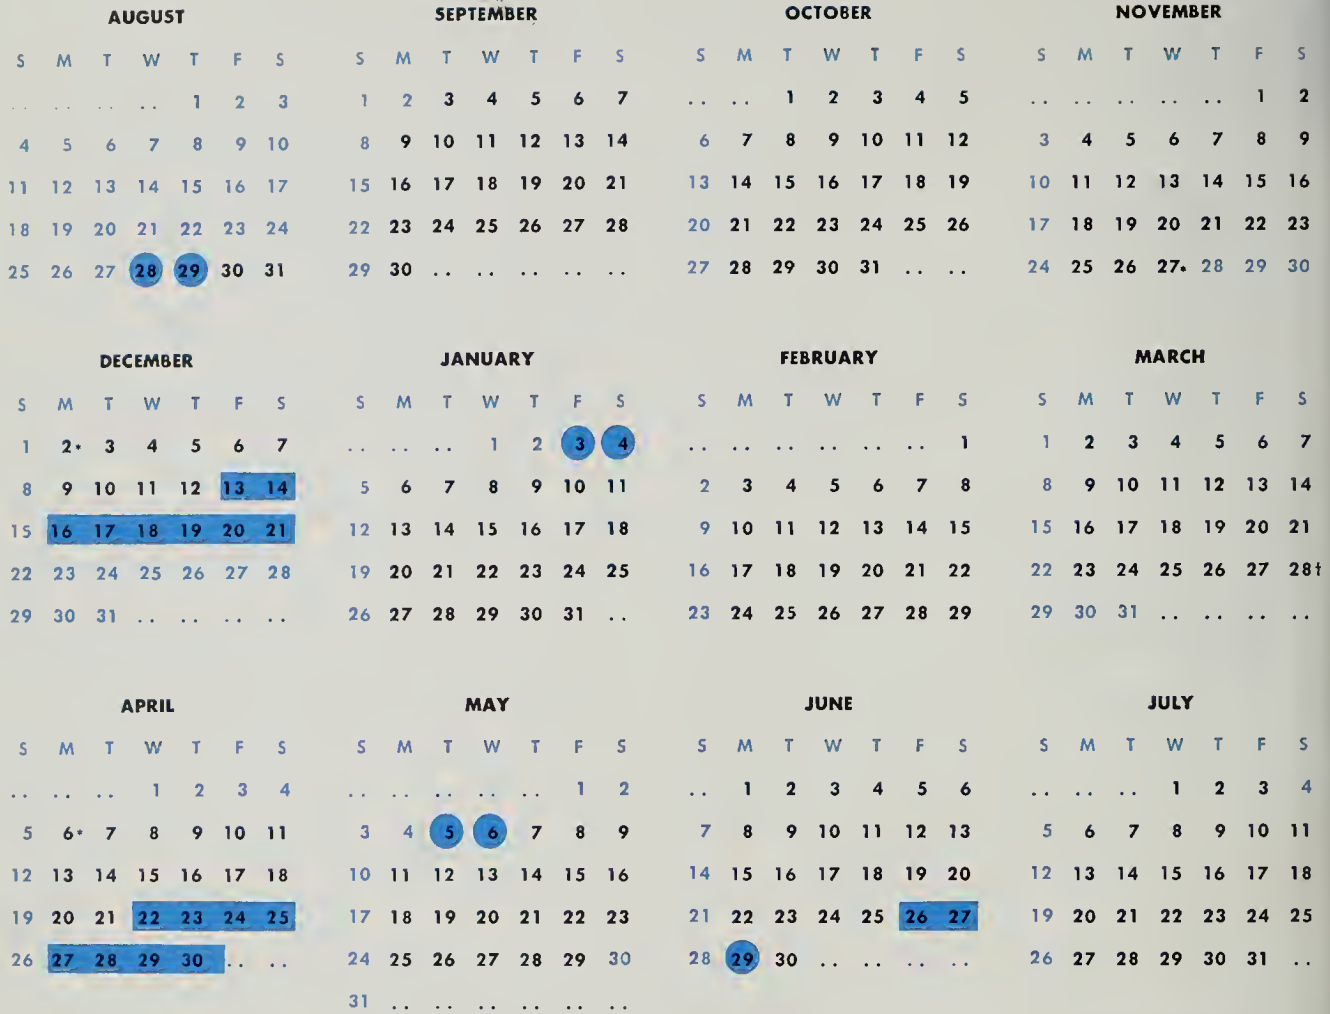 AUGUST
S M T W T F S
.. .. .. .. 1 2 3
4 5 6 7 8 9 10
11 12 13 14 15 16 17
18 19 20 21 22 23 24
25 26 27 28 29 30 31
SEPTEMBER
S M T W T F S
1 2 3 4 5 6 7
8 9 10 11 12 13 14
15 16 17 18 19 20 21
22 23 24 25 26 27 28
29 30 .. .. .. .. ..
OCTOBER
S M T W T F S
.. .. 1 2 3 4 5
6 7 8 9 10 11 12
13 14 15 16 17 18 19
20 21 22 23 24 25 26
27 28 29 30 31 .. ..
NOVEMBER
S M T W T F S
.. .. .. .. .. 1 2
3 4 5 6 7 8 9
10 11 12 13 14 15 16
17 18 19 20 21 22 23
24 25 26 27* 28 29 30
DECEMBER
S M T W T F S
1 2* 3 4 5 6 7
8 9 10 11 12 13 14
15 16 17 18 19 20 21
22 23 24 25 26 27 28
29 30 31 .. .. .. ..
JANUARY
S M T W T F S
.. .. .. 1 2 3 4
5 6 7 8 9 10 11
12 13 14 15 16 17 18
19 20 21 22 23 24 25
26 27 28 29 30 31 ..
FEBRUARY
S M T W T F S
.. .. .. .. .. .. 1
2 3 4 5 6 7 8
9 10 11 12 13 14 15
16 17 18 19 20 21 22
23 24 25 26 27 28 29
MARCH
S M T W T F S
1 2 3 4 5 6 7
8 9 10 11 12 13 14
15 16 17 18 19 20 21
22 23 24 25 26 27 28†
29 30 31 .. .. .. ..
APRIL
S M T W T F S
.. .. .. 1 2 3 4
5 6* 7 8 9 10 11
12 13 14 15 16 17 18
19 20 21 22 23 24 25
26 27 28 29 30 .. ..
MAY
S M T W T F S
.. .. .. .. .. 1 2
3 4 5 6 7 8 9
10 11 12 13 14 15 16
17 18 19 20 21 22 23
24 25 26 27 28 29 30
31 .. .. .. .. .. ..
JUNE
S M T W T F S
.. 1 2 3 4 5 6
7 8 9 10 11 12 13
14 15 16 17 18 19 20
21 22 23 24 25 26 27
28 29 30 .. .. .. ..
JULY
S M T W T F S
.. .. .. 1 2 3 4
5 6 7 8 9 10 11
12 13 14 15 16 17 18
19 20 21 22 23 24 25
26 27 28 29 30 31 ..